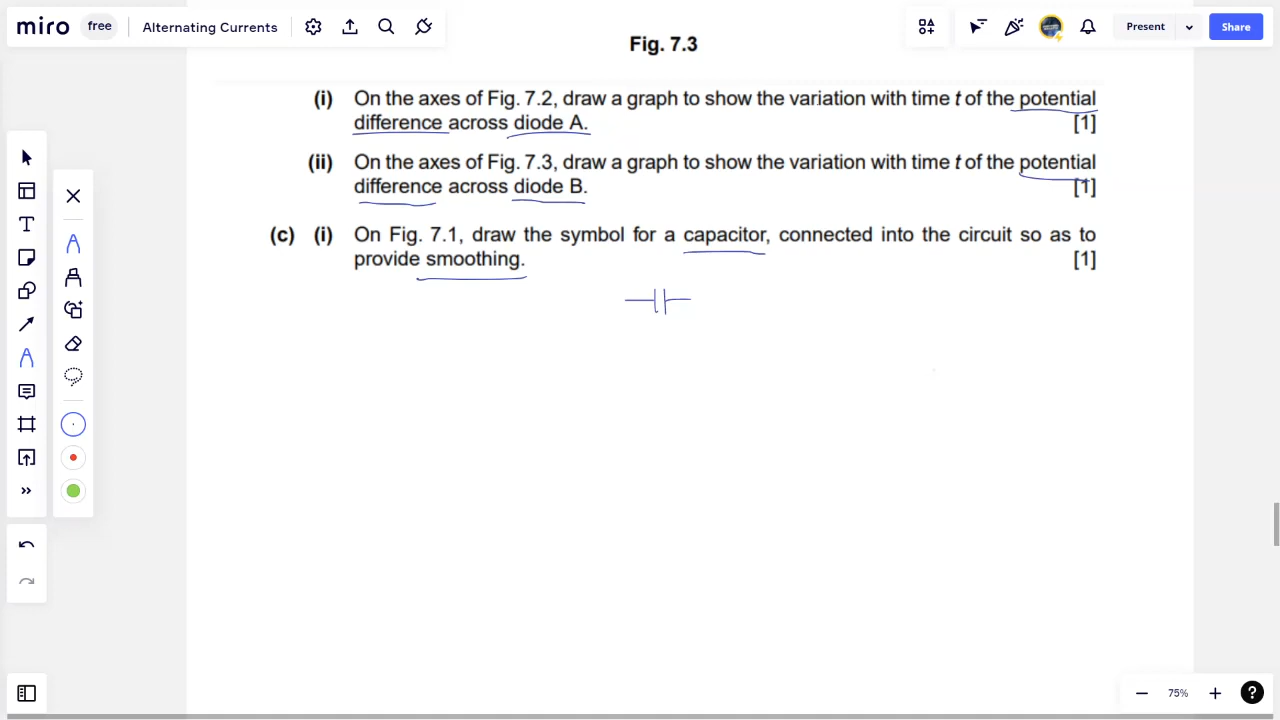 miro free Alternating Currents Present Share
Fig. 7.3
(i) On the axes of Fig. 7.2, draw a graph to show the variation with time t of the potential
difference across diode A. [1]
(ii) On the axes of Fig. 7.3, draw a graph to show the variation with time t of the potential
difference across diode B. [1]
(c) (i) On Fig. 7.1, draw the symbol for a capacitor, connected into the circuit so as to
provide smoothing. [1]
75%